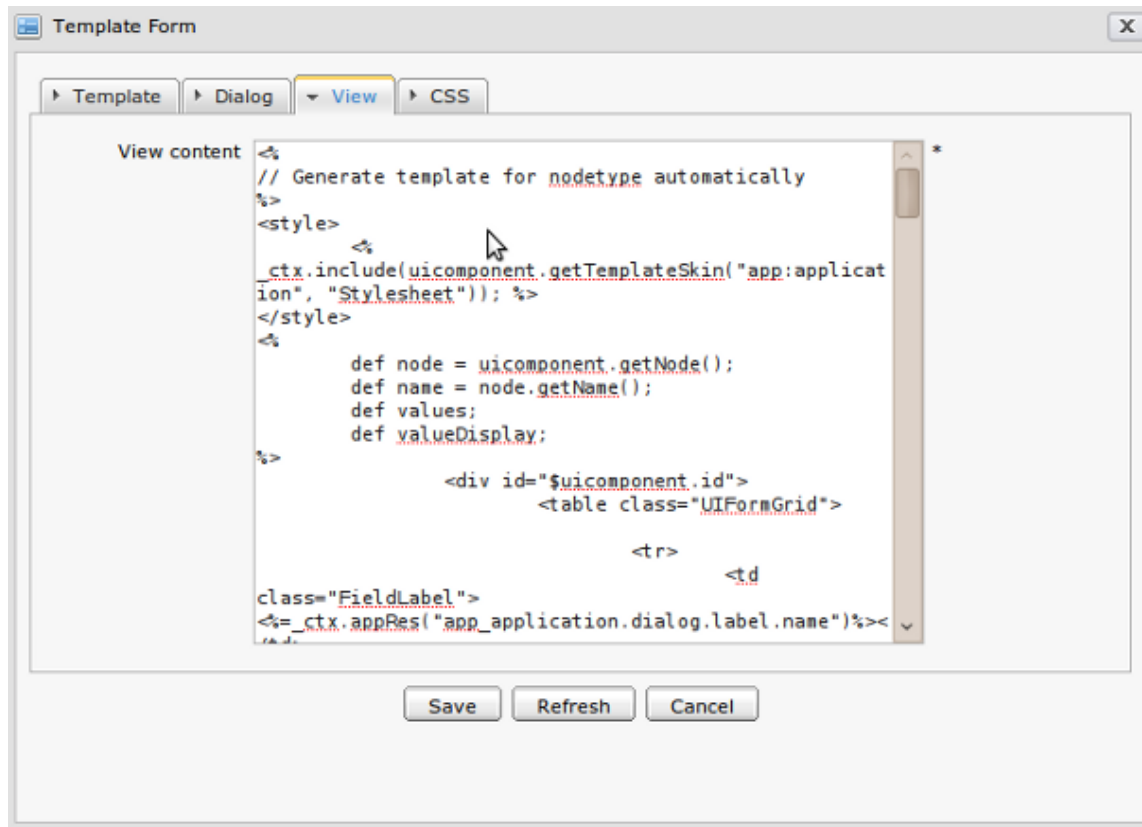 Template Form
X
Template Dialog View CSS
View content
*
<%
// Generate template for nodetype automatically
%>
<style>
<%
_ctx.include(uicomponent.getTemplateSkin("app:applicat
ion", "Stylesheet")); %>
</style>
<%
def node = uicomponent.getNode();
def name = node.getName();
def values;
def valueDisplay;
%>
<div id="$uicomponent.id">
<table class="UIFormGrid">
<tr>
<td
class="FieldLabel">
<%=_ctx.appRes("app_application.dialog.label.name")%><
Save Refresh Cancel